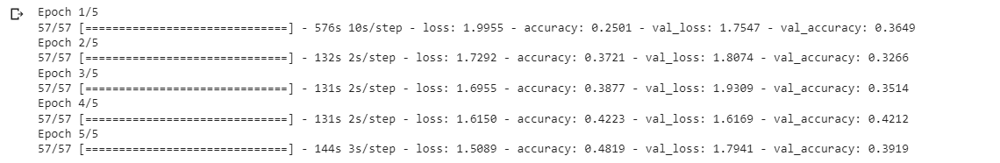 Epoch 1/5
57/57 [==============================] - 576s 10s/step - loss: 1.9955 - accuracy: 0.2501 - val_loss: 1.7547 - val_accuracy: 0.3649
Epoch 2/5
57/57 [==============================] - 132s 2s/step - loss: 1.7292 - accuracy: 0.3721 - val_loss: 1.8074 - val_accuracy: 0.3266
Epoch 3/5
57/57 [==============================] - 131s 2s/step - loss: 1.6955 - accuracy: 0.3877 - val_loss: 1.9309 - val_accuracy: 0.3514
Epoch 4/5
57/57 [==============================] - 131s 2s/step - loss: 1.6150 - accuracy: 0.4223 - val_loss: 1.6169 - val_accuracy: 0.4212
Epoch 5/5
57/57 [==============================] - 144s 3s/step - loss: 1.5089 - accuracy: 0.4819 - val_loss: 1.7941 - val_accuracy: 0.3919